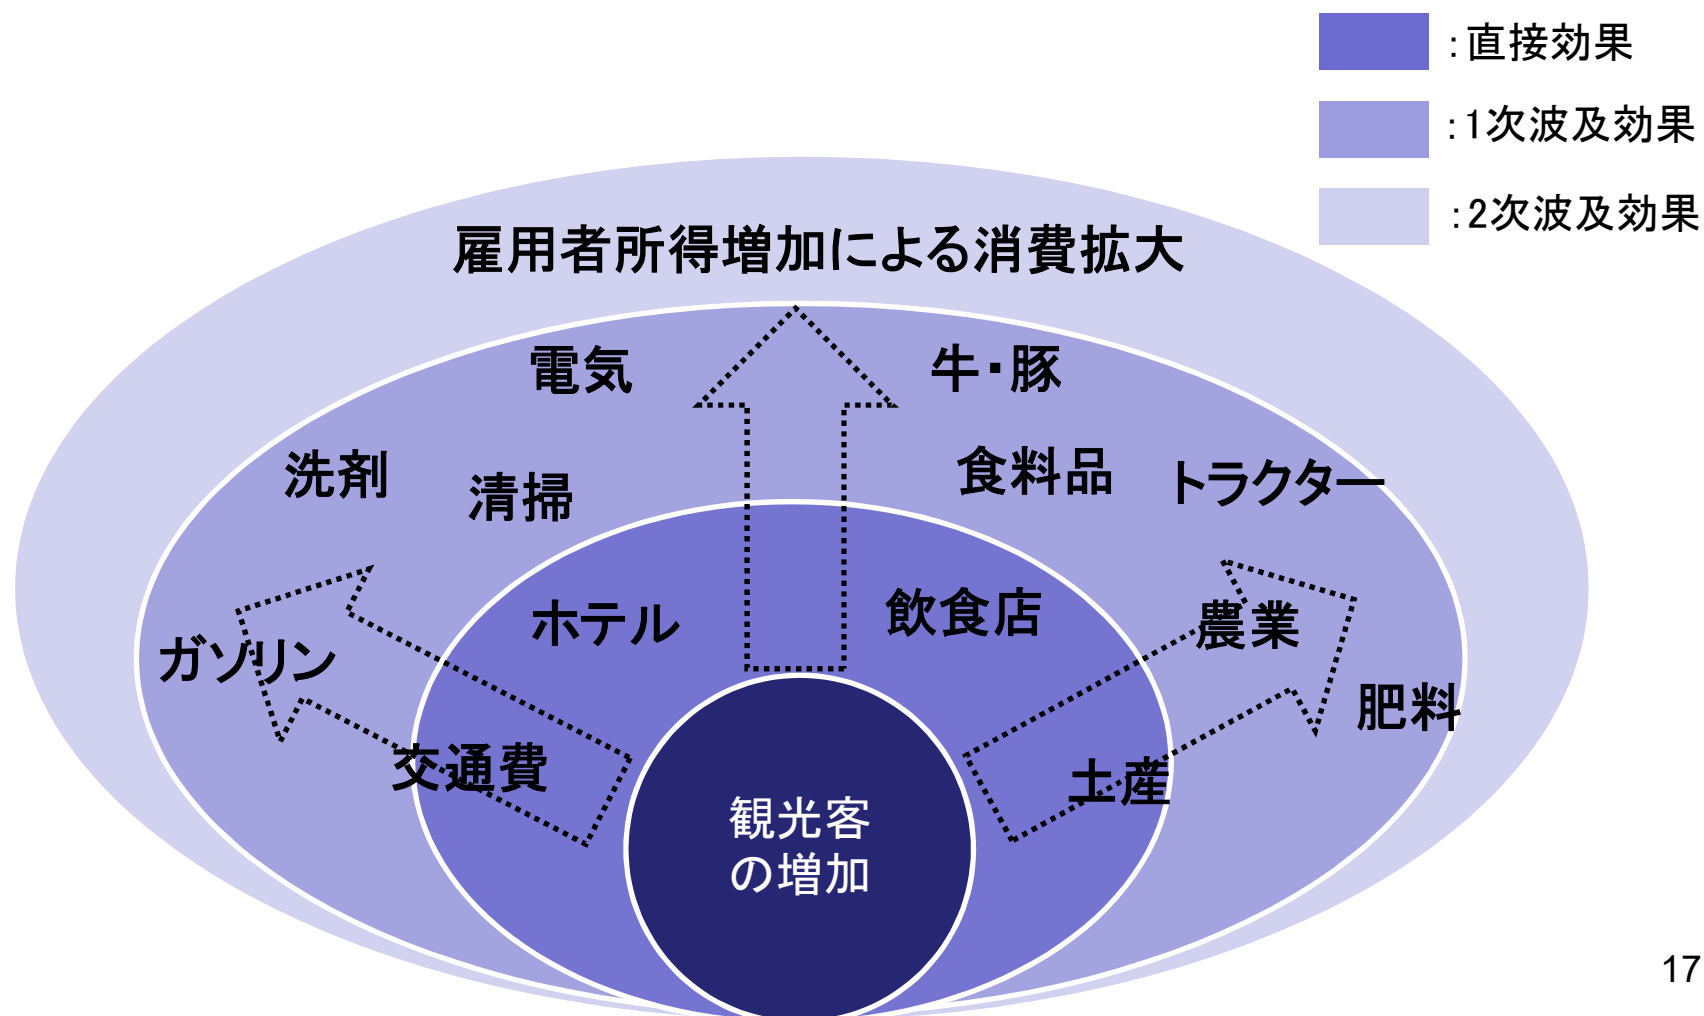 ：直接効果
：1次波及効果
：2次波及効果
雇用者所得増加による消費拡大
電気
牛・豚
洗剤
清掃
食料品
トラクター
ホテル
飲食店
農業
ガソリン
肥料
交通費
土産
観光客
の増加
17